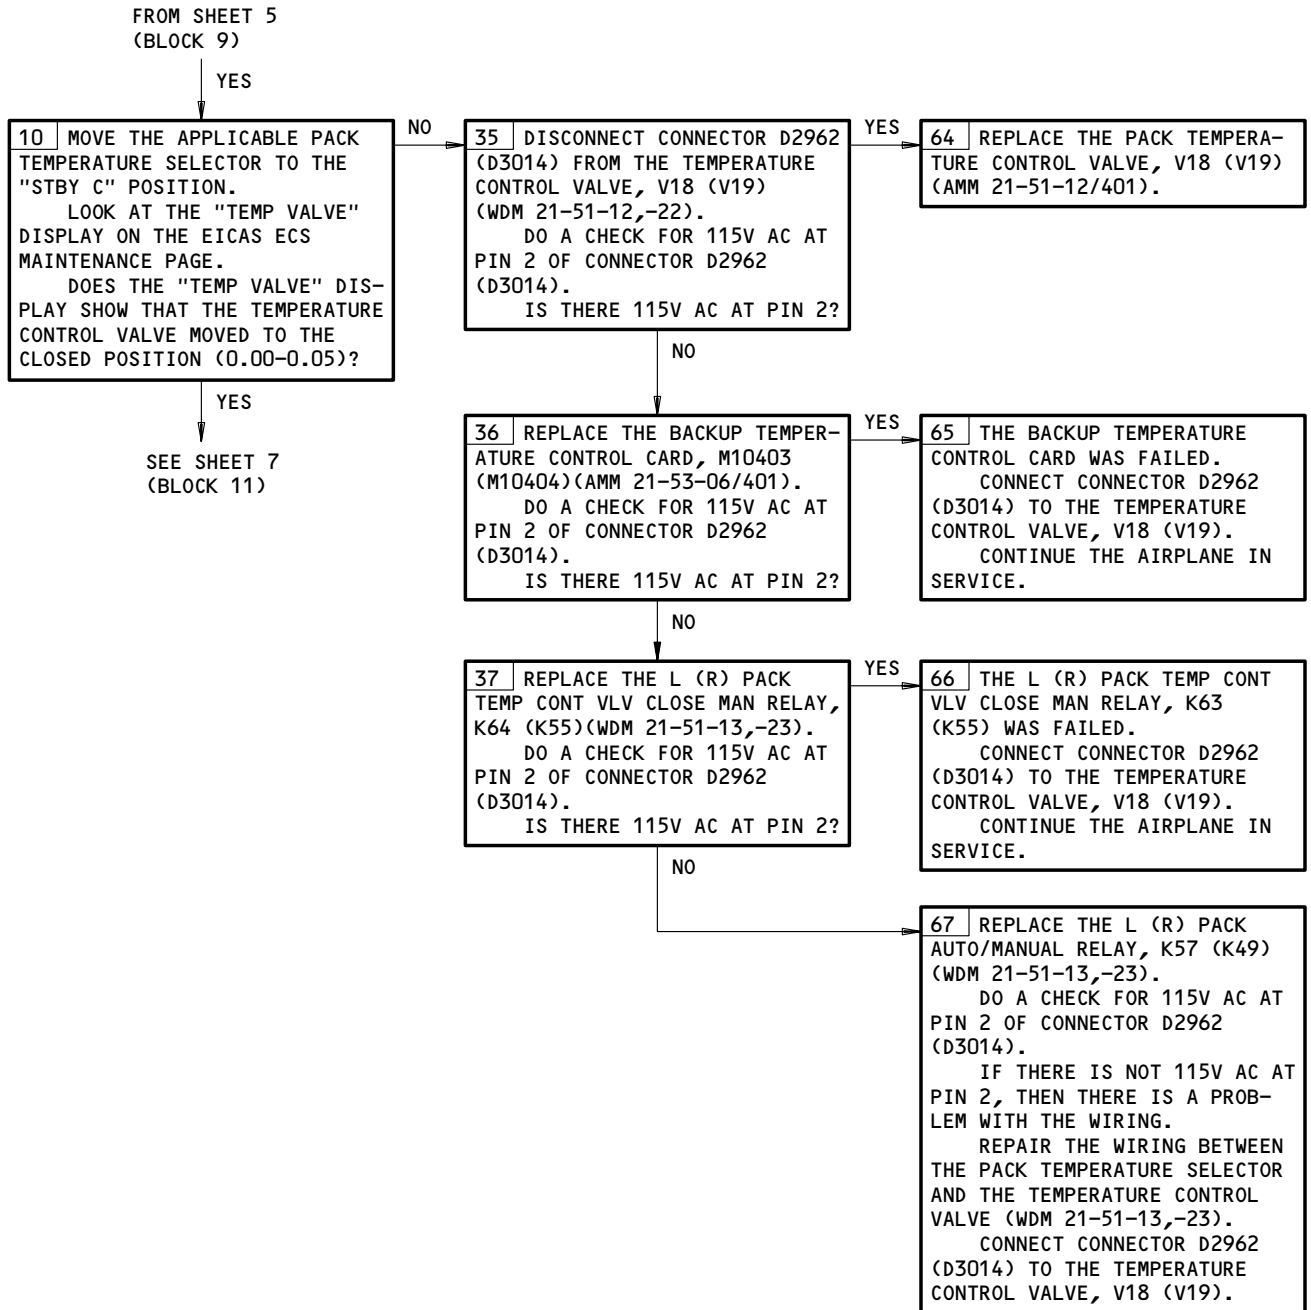 FROM SHEET 5
(BLOCK 9)
YES
10 MOVE THE APPLICABLE PACK
TEMPERATURE SELECTOR TO THE
"STBY C" POSITION.
LOOK AT THE "TEMP VALVE"
DISPLAY ON THE EICAS ECS
MAINTENANCE PAGE.
DOES THE "TEMP VALVE" DIS-
PLAY SHOW THAT THE TEMPERATURE
CONTROL VALVE MOVED TO THE
CLOSED POSITION (0.00-0.05)?
NO
YES
SEE SHEET 7
(BLOCK 11)
35 DISCONNECT CONNECTOR D2962
(D3014) FROM THE TEMPERATURE
CONTROL VALVE, V18 (V19)
(WDM 21-51-12,-22).
DO A CHECK FOR 115V AC AT
PIN 2 OF CONNECTOR D2962
(D3014).
IS THERE 115V AC AT PIN 2?
YES
64 REPLACE THE PACK TEMPERA-
TURE CONTROL VALVE, V18 (V19)
(AMM 21-51-12/401).
NO
36 REPLACE THE BACKUP TEMPER-
ATURE CONTROL CARD, M10403
(M10404)(AMM 21-53-06/401).
DO A CHECK FOR 115V AC AT
PIN 2 OF CONNECTOR D2962
(D3014).
IS THERE 115V AC AT PIN 2?
YES
65 THE BACKUP TEMPERATURE
CONTROL CARD WAS FAILED.
CONNECT CONNECTOR D2962
(D3014) TO THE TEMPERATURE
CONTROL VALVE, V18 (V19).
CONTINUE THE AIRPLANE IN
SERVICE.
NO
37 REPLACE THE L (R) PACK
TEMP CONT VLV CLOSE MAN RELAY,
K64 (K55)(WDM 21-51-13,-23).
DO A CHECK FOR 115V AC AT
PIN 2 OF CONNECTOR D2962
(D3014).
IS THERE 115V AC AT PIN 2?
YES
66 THE L (R) PACK TEMP CONT
VLV CLOSE MAN RELAY, K63
(K55) WAS FAILED.
CONNECT CONNECTOR D2962
(D3014) TO THE TEMPERATURE
CONTROL VALVE, V18 (V19).
CONTINUE THE AIRPLANE IN
SERVICE.
NO
67 REPLACE THE L (R) PACK
AUTO/MANUAL RELAY, K57 (K49)
(WDM 21-51-13,-23).
DO A CHECK FOR 115V AC AT
PIN 2 OF CONNECTOR D2962
(D3014).
IF THERE IS NOT 115V AC AT
PIN 2, THEN THERE IS A PROB-
LEM WITH THE WIRING.
REPAIR THE WIRING BETWEEN
THE PACK TEMPERATURE SELECTOR
AND THE TEMPERATURE CONTROL
VALVE (WDM 21-51-13,-23).
CONNECT CONNECTOR D2962
(D3014) TO THE TEMPERATURE
CONTROL VALVE, V18 (V19).